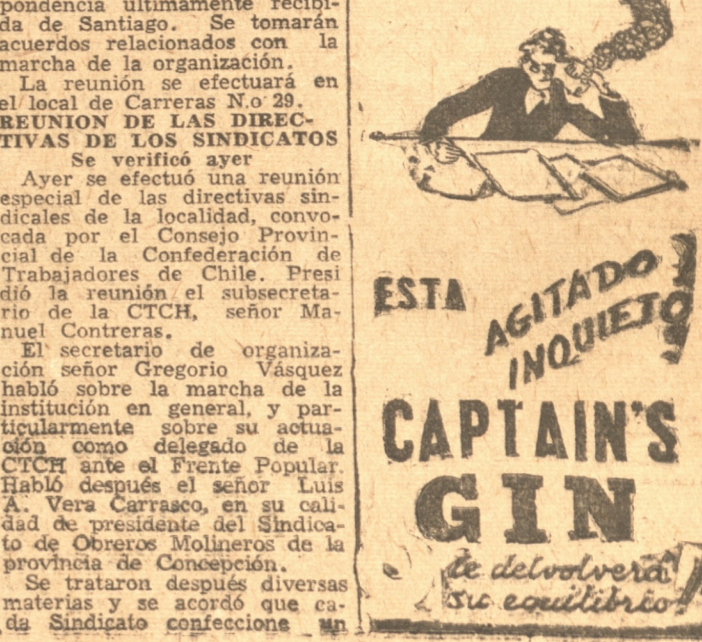 pondencia últimamente recibi-
da de Santiago. Se tomarán
acuerdos relacionados con la
marcha de la organización.
La reunión se efectuará en
el local de Carreras N.o 29.
REUNION DE LAS DIREC-
TIVAS DE LOS SINDICATOS
Se verificó ayer
Ayer se efectuó una reunión
especial de las directivas sin-
dicales de la localidad, convo-
cada por el Consejo Provin-
cial de la Confederación de
Trabajadores de Chile. Presi
dió la reunión el subsecreta-
rio de la CTCH, señor Ma-
nuel Contreras.
El secretario de organiza-
ción señor Gregorio Vásquez
habló sobre la marcha de la
institución en general, y par-
ticularmente sobre su actua-
ción como delegado de la
CTCH ante el Frente Popular.
Habló después el señor Luis
A. Vera Carrasco, en su cali-
dad de presidente del Sindica-
to de Obreros Molineros de la
provincia de Concepción.
Se trataron después diversas
materias y se acordó que ca-
da Sindicato confeccione un
ESTA
AGITADO
INQUIETO
CAPTAIN'S
GIN
le delvolverá
su equilibrio